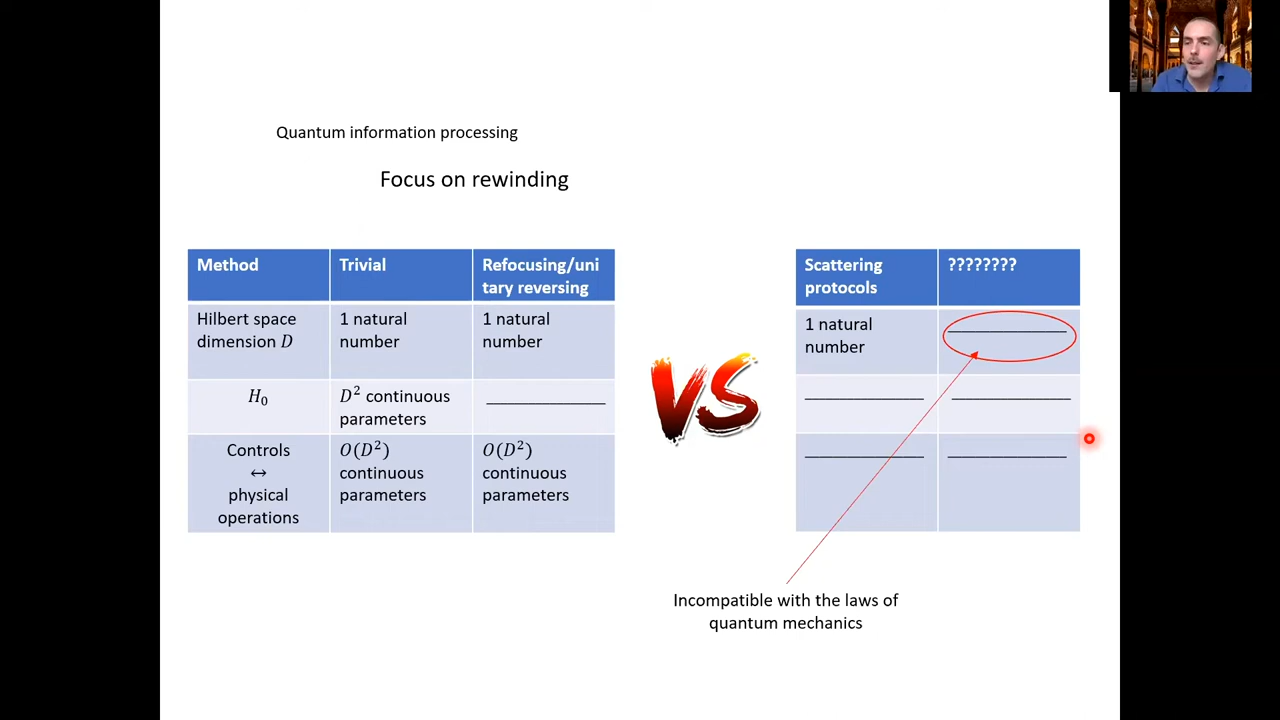 Quantum information processing
Focus on rewinding
Method
Trivial
Refocusing/uni
tary reversing
Hilbert space
dimension D
1 natural
number
1 natural
number
H₀
D² continuous
parameters
Controls
↔
physical
operations
O(D²)
continuous
parameters
O(D²)
continuous
parameters
VS
Scattering
protocols
????????
1 natural
number
Incompatible with the laws of
quantum mechanics